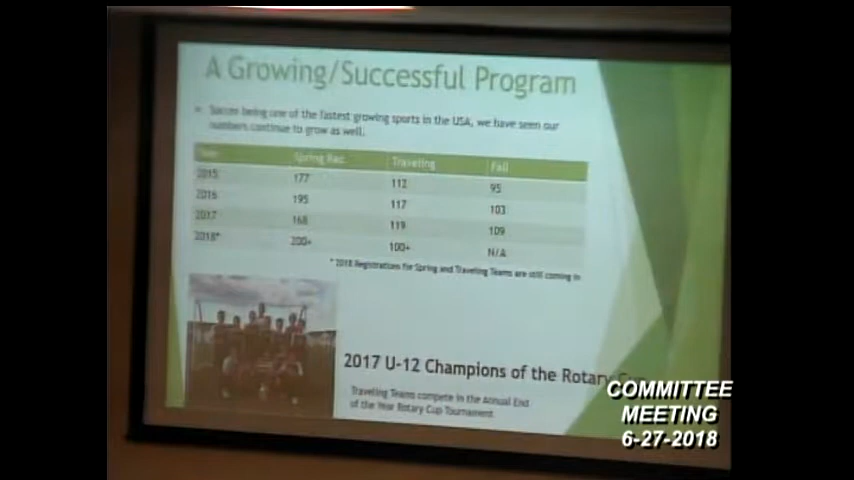 A Growing/Successful Program
Soccer being one of the fastest growing sports in the USA, we have seen our
numbers continue to grow as well.
Year Spring Rec. Traveling Fall
2015 177 112 95
2016 195 117 103
2017 168 119 109
2018* 200+ 100+ N/A
* 2018 Registrations for Spring and Traveling Teams are still coming in
2017 U-12 Champions of the Rotary
Traveling Teams compete in the Annual End
of the Year Rotary Cup Tournament
COMMITTEE
MEETING
6-27-2018